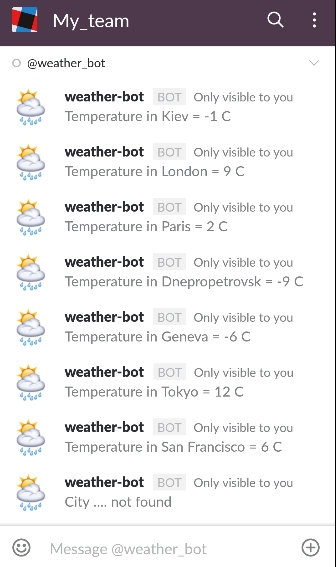 My_team
@weather_bot
weather-bot BOT Only visible to you
Temperature in Kiev = -1 C
weather-bot BOT Only visible to you
Temperature in London = 9 C
weather-bot BOT Only visible to you
Temperature in Paris = 2 C
weather-bot BOT Only visible to you
Temperature in Dnepropetrovsk = -9 C
weather-bot BOT Only visible to you
Temperature in Geneva = -6 C
weather-bot BOT Only visible to you
Temperature in Tokyo = 12 C
weather-bot BOT Only visible to you
Temperature in San Francisco = 6 C
weather-bot BOT Only visible to you
City .... not found
Message @weather_bot